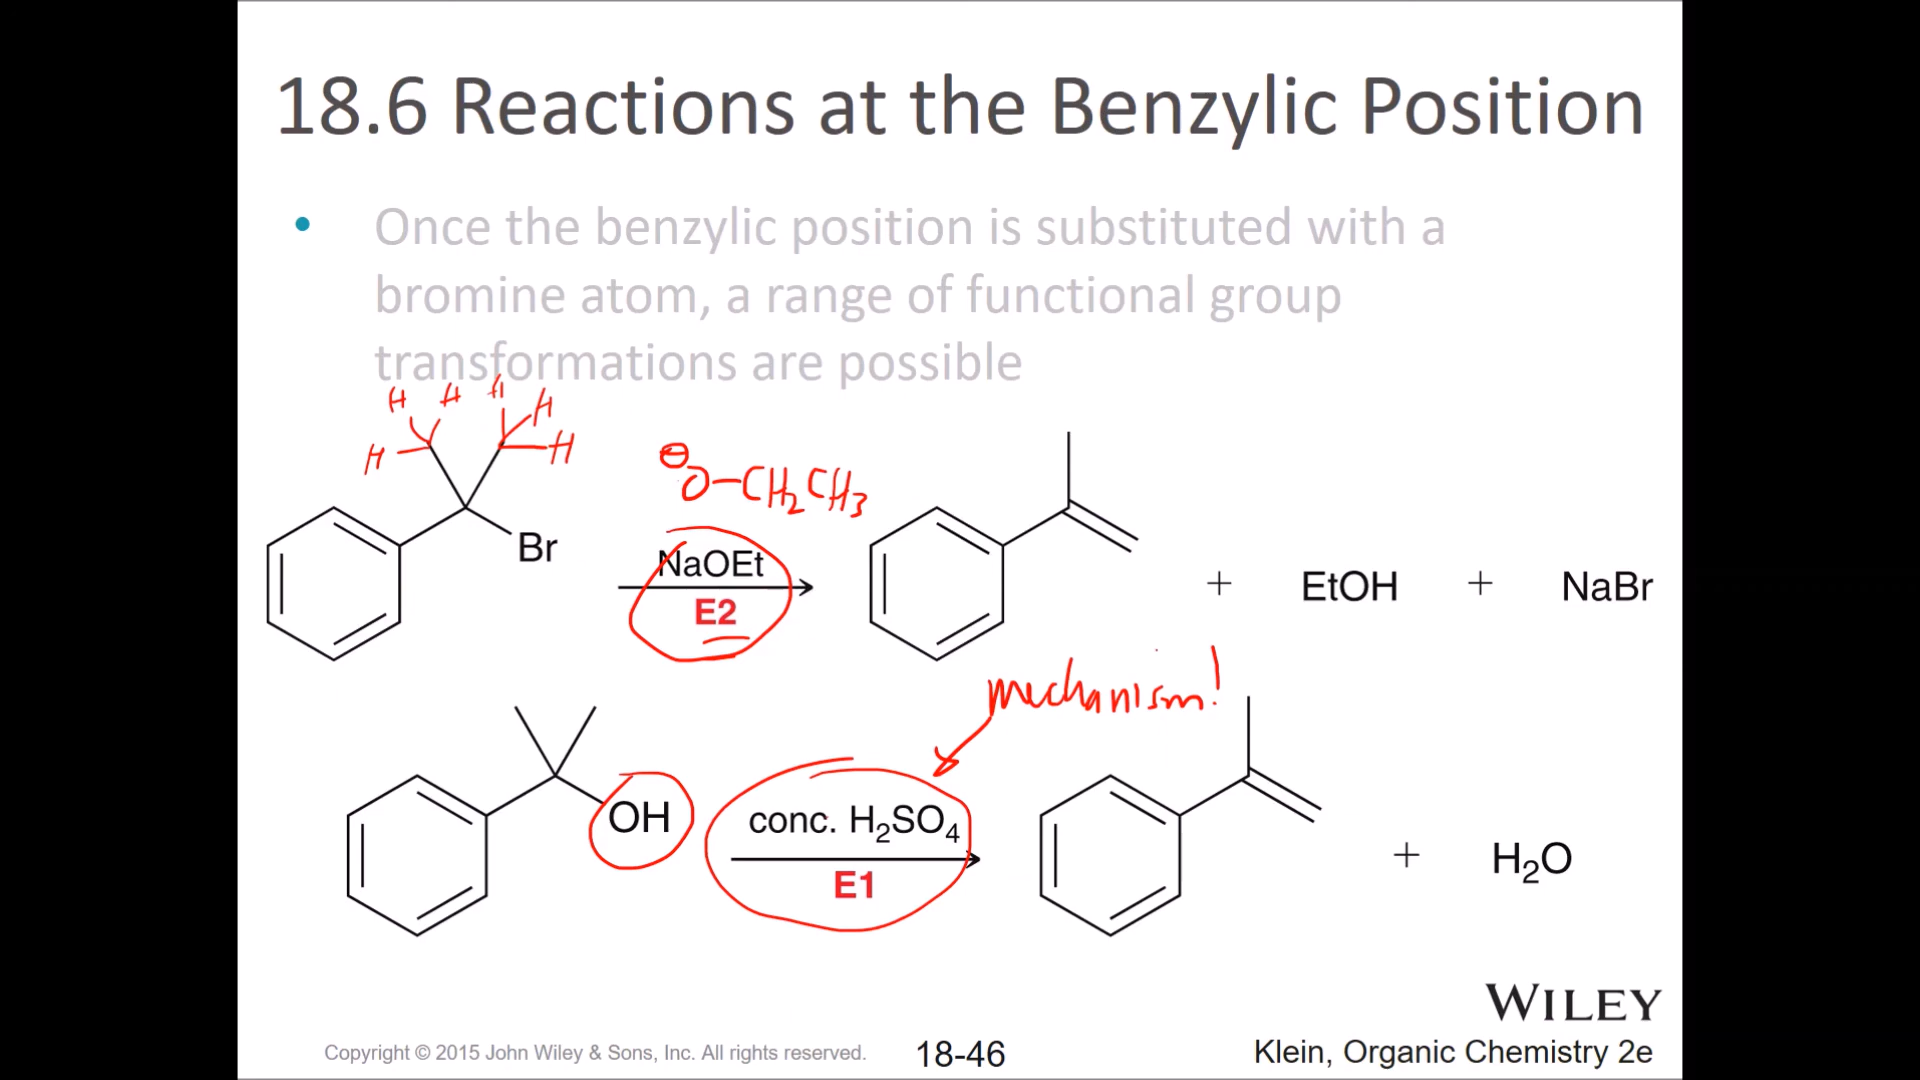 18.6 Reactions at the Benzylic Position
• Once the benzylic position is substituted with a
bromine atom, a range of functional group
transformations are possible
H H H H
H H
⊖
O–CH₂CH₃
Br
NaOEt
E2
+ EtOH + NaBr
mechanism!
OH
conc. H₂SO₄
E1
+ H₂O
WILEY
Copyright © 2015 John Wiley & Sons, Inc. All rights reserved.
18-46
Klein, Organic Chemistry 2e